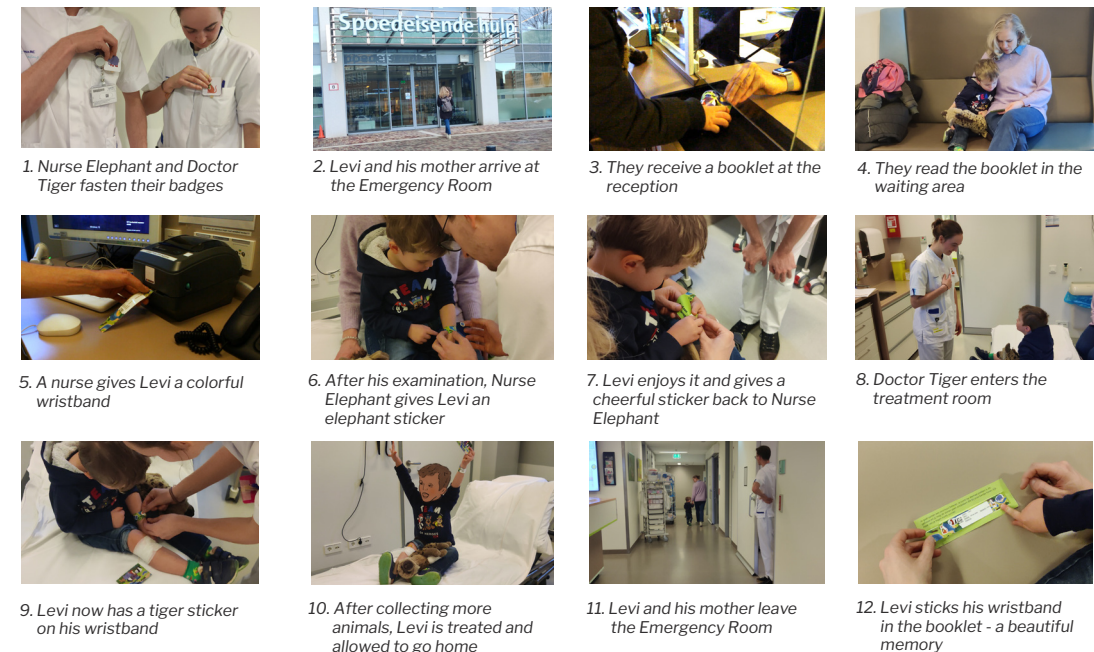 Spoedeisende hulp
1. Nurse Elephant and Doctor
Tiger fasten their badges
2. Levi and his mother arrive at
the Emergency Room
3. They receive a booklet at the
reception
4. They read the booklet in the
waiting area
TEAM
5. A nurse gives Levi a colorful
wristband
6. After his examination, Nurse
Elephant gives Levi an
elephant sticker
7. Levi enjoys it and gives a
cheerful sticker back to Nurse
Elephant
8. Doctor Tiger enters the
treatment room
9. Levi now has a tiger sticker
on his wristband
10. After collecting more
animals, Levi is treated and
allowed to go home
11. Levi and his mother leave
the Emergency Room
12. Levi sticks his wristband
in the booklet - a beautiful
memory